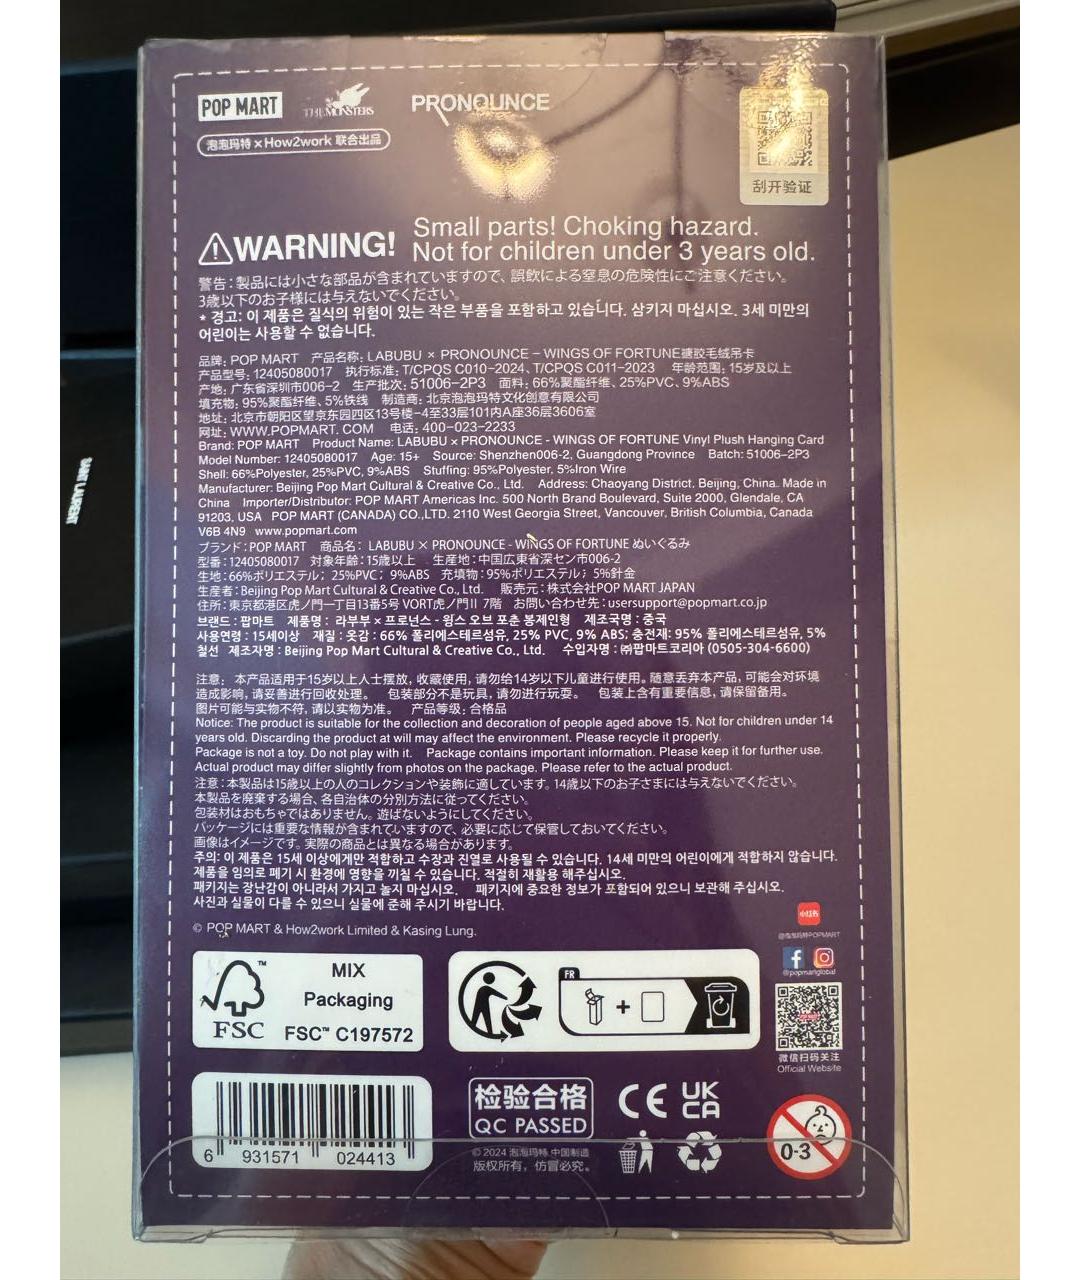 POP MART THE MONSTERS PRONOUNCE
泡泡玛特×How2work 联合出品
刮开验证
WARNING! Small parts! Choking hazard.
Not for children under 3 years old.
警告：製品には小さな部品が含まれていますので、誤飲による窒息の危険性にご注意ください。
3歳以下のお子様には与えないでください。
* 경고: 이 제품은 질식의 위험이 있는 작은 부품을 포함하고 있습니다. 삼키지 마십시오. 3세 미만의
어린이는 사용할 수 없습니다.
品牌：POP MART 产品名称：LABUBU × PRONOUNCE – WINGS OF FORTUNE搪胶毛绒吊卡
产品型号：12405080017 执行标准：T/CPQS C010-2024、T/CPQS C011-2023 年龄范围：15岁及以上
产地：广东省深圳市006-2 生产批次：51006-2P3 面料：66%聚酯纤维、25%PVC、9%ABS
填充物：95%聚酯纤维、5%铁线 制造商：北京泡泡玛特文化创意有限公司
地址：北京市朝阳区望京东园四区13号楼-4至33层101内A座36层3606室
网址：WWW.POPMART.COM 电话：400-023-2233
Brand: POP MART Product Name: LABUBU × PRONOUNCE - WINGS OF FORTUNE Vinyl Plush Hanging Card
Model Number: 12405080017 Age: 15+ Source: Shenzhen006-2, Guangdong Province Batch: 51006-2P3
Shell: 66%Polyester, 25%PVC, 9%ABS Stuffing: 95%Polyester, 5%Iron Wire
Manufacturer: Beijing Pop Mart Cultural & Creative Co., Ltd. Address: Chaoyang District, Beijing, China. Made in
China Importer/Distributor: POP MART Americas Inc. 500 North Brand Boulevard, Suite 2000, Glendale, CA
91203, USA POP MART (CANADA) CO.,LTD. 2110 West Georgia Street, Vancouver, British Columbia, Canada
V6B 4N9 www.popmart.com
ブランド：POP MART 商品名：LABUBU × PRONOUNCE - WINGS OF FORTUNE ぬいぐるみ
型番：12405080017 対象年齢：15歳以上 生産地：中国広東省深セン市006-2
生地：66%ポリエステル；25%PVC；9%ABS 充填物：95%ポリエステル；5%針金
生産者：Beijing Pop Mart Cultural & Creative Co., Ltd. 販売元：株式会社POP MART JAPAN
住所：東京都港区虎ノ門一丁目13番5号 VORT虎ノ門II 7階 お問い合わせ先：usersupport@popmart.co.jp
브랜드 : 팝마트 제품명 : 라부부 × 프로넌스 - 윙스 오브 포춘 봉제인형 제조국명 : 중국
사용연령 : 15세이상 재질 : 옷감 : 66% 폴리에스테르섬유, 25% PVC, 9% ABS; 충전제: 95% 폴리에스테르섬유, 5%
철선 제조자명 : Beijing Pop Mart Cultural & Creative Co., Ltd. 수입자명 : ㈜팝마트코리아 (0505-304-6600)
注意：本产品适用于15岁以上人士摆放，收藏使用，请勿给14岁以下儿童进行使用。随意丢弃本产品，可能会对环境
造成影响，请妥善进行回收处理。 包装部分不是玩具，请勿进行玩耍。 包装上含有重要信息，请保留备用。
图片可能与实物不符，请以实物为准。 产品等级：合格品
Notice: The product is suitable for the collection and decoration of people aged above 15. Not for children under 14
years old. Discarding the product at will may affect the environment. Please recycle it properly.
Package is not a toy. Do not play with it. Package contains important information. Please keep it for further use.
Actual product may differ slightly from photos on the package. Please refer to the actual product.
注意：本製品は15歳以上の人のコレクションや装飾に適しています。14歳以下のお子さまには与えないでください。
本製品を廃棄する場合、各自治体の分別方法に従ってください。
包装材はおもちゃではありません。遊ばないようにしてください。
パッケージには重要な情報が含まれていますので、必要に応じて保管しておいてください。
画像はイメージです。実際の商品とは異なる場合があります。
주의: 이 제품은 15세 이상에게만 적합하고 수장과 진열로 사용될 수 있습니다. 14세 미만의 어린이에게 적합하지 않습니다.
제품을 임의로 폐기 시 환경에 영향을 끼칠 수 있습니다. 적절히 재활용 해주십시오.
패키지는 장난감이 아니라서 가지고 놀지 마십시오. 패키지에 중요한 정보가 포함되어 있으니 보관해 주십시오.
사진과 실물이 다를 수 있으니 실물에 준해 주시기 바랍니다.
© POP MART & How2work Limited & Kasing Lung.
小红书
@泡泡玛特POPMART
@popmartglobal
微信扫码关注
Official Website
FSC™
MIX
Packaging
FSC™ C197572
FR
6 931571 024413
检验合格
QC PASSED
© 2024 泡泡玛特 中国制造
版权所有，仿冒必究。
CE UK CA
0-3
SAINT LAURENT